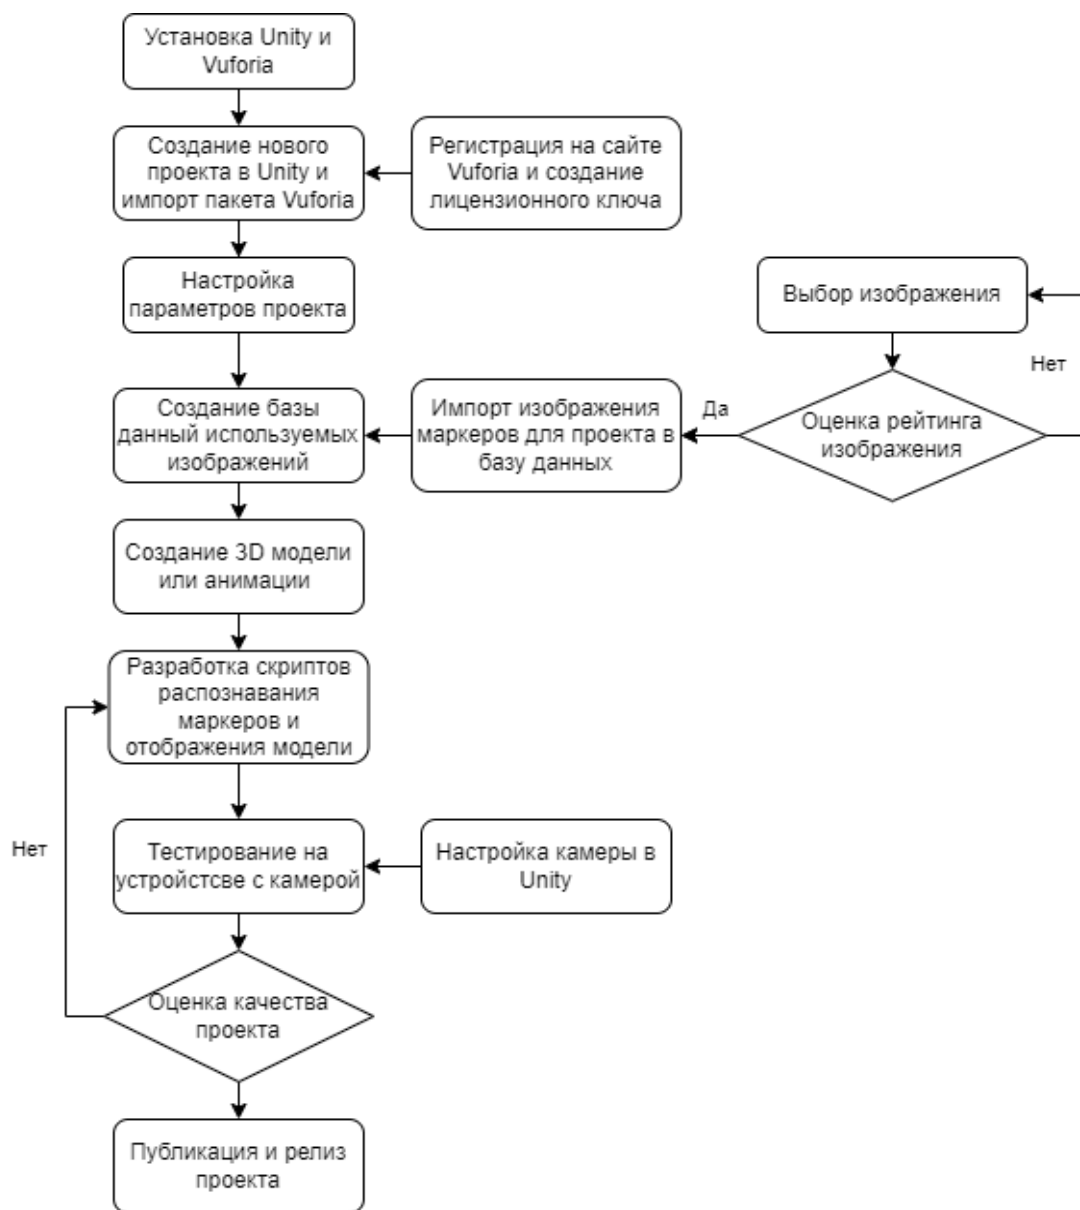 Установка Unity и
Vuforia
Создание нового
проекта в Unity и
импорт пакета Vuforia
Регистрация на сайте
Vuforia и создание
лицензионного ключа
Настройка
параметров проекта
Выбор изображения
Нет
Создание базы
данный используемых
изображений
Импорт изображения
маркеров для проекта в
базу данных
Да
Оценка рейтинга
изображения
Создание 3D модели
или анимации
Разработка скриптов
распознавания
маркеров и
отображения модели
Нет
Тестирование на
устройстсве с камерой
Настройка камеры в
Unity
Оценка качества
проекта
Публикация и релиз
проекта